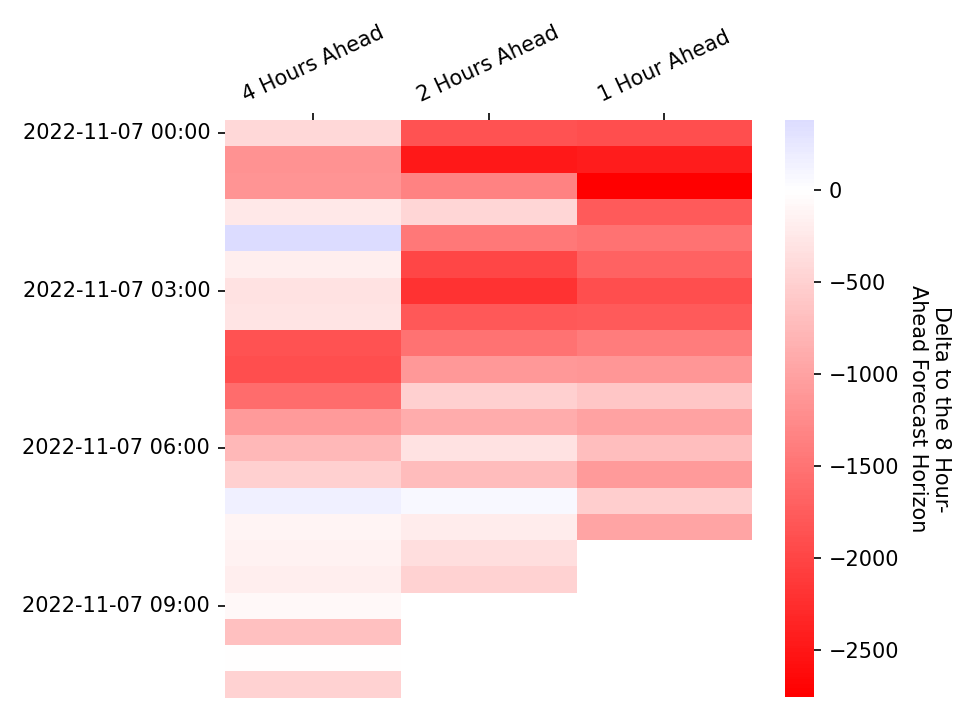 4 Hours Ahead
2 Hours Ahead
1 Hour Ahead
2022-11-07 00:00
2022-11-07 03:00
2022-11-07 06:00
2022-11-07 09:00
0
−500
−1000
−1500
−2000
−2500
Delta to the 8 Hour-
Ahead Forecast Horizon